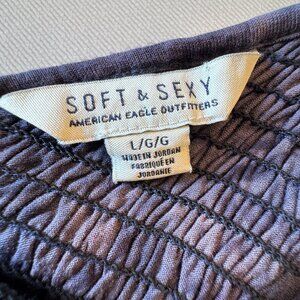 SOFT & SEXY
AMERICAN EAGLE OUTFITTERS
L/G/G
MADE IN JORDAN
FABRIQUÉ EN
JORDANIE